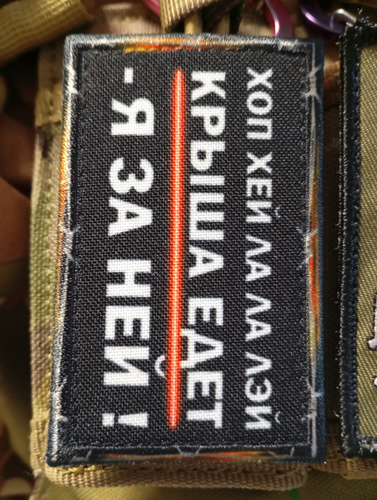 ХОП ХЕЙ ЛА ЛА ЛЭЙ
КРЫША ЕДЕТ
- Я ЗА НЕЙ !